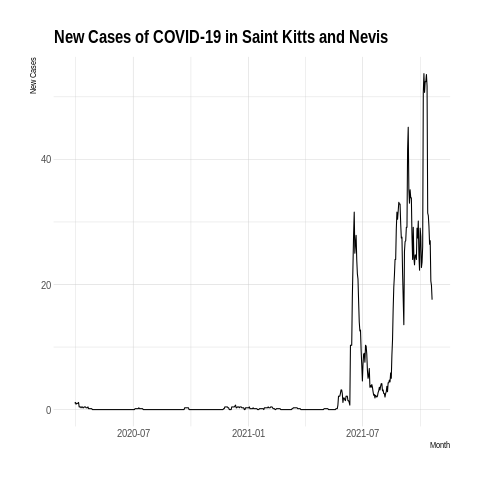 New Cases of COVID-19 in Saint Kitts and Nevis
New Cases
40
20
0
2020-07 2021-01 2021-07
Month